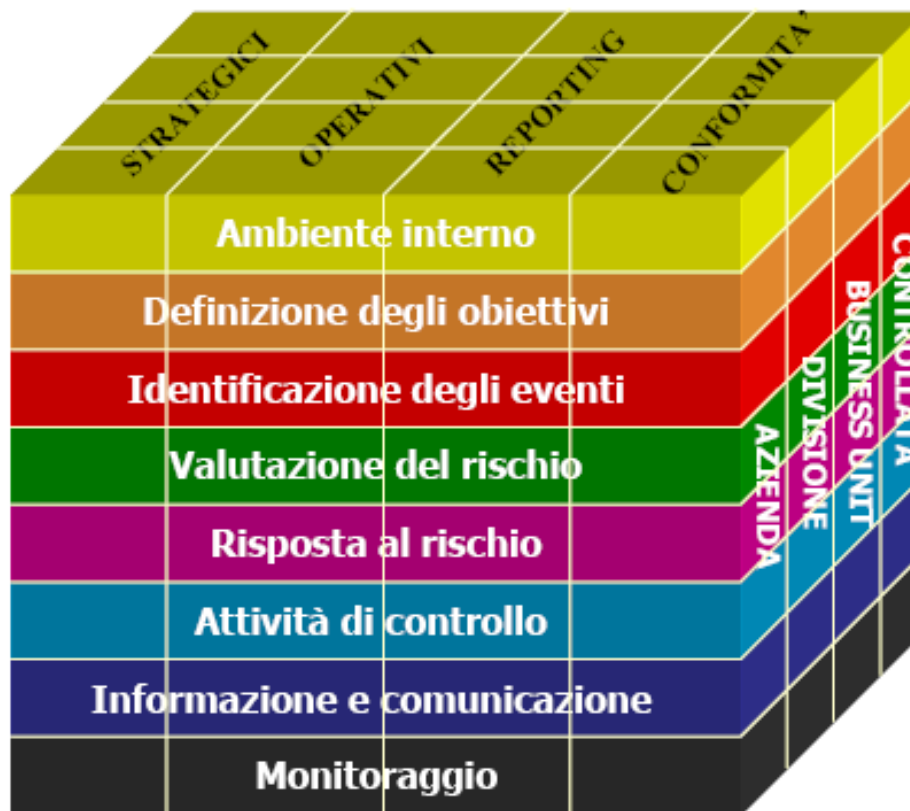 STRATEGICI
OPERATIVI
REPORTING
CONFORMITA'
Ambiente interno
Definizione degli obiettivi
Identificazione degli eventi
Valutazione del rischio
Risposta al rischio
Attività di controllo
Informazione e comunicazione
Monitoraggio
AZIENDA
DIVISIONE
BUSINESS UNIT
CONTROLLATA